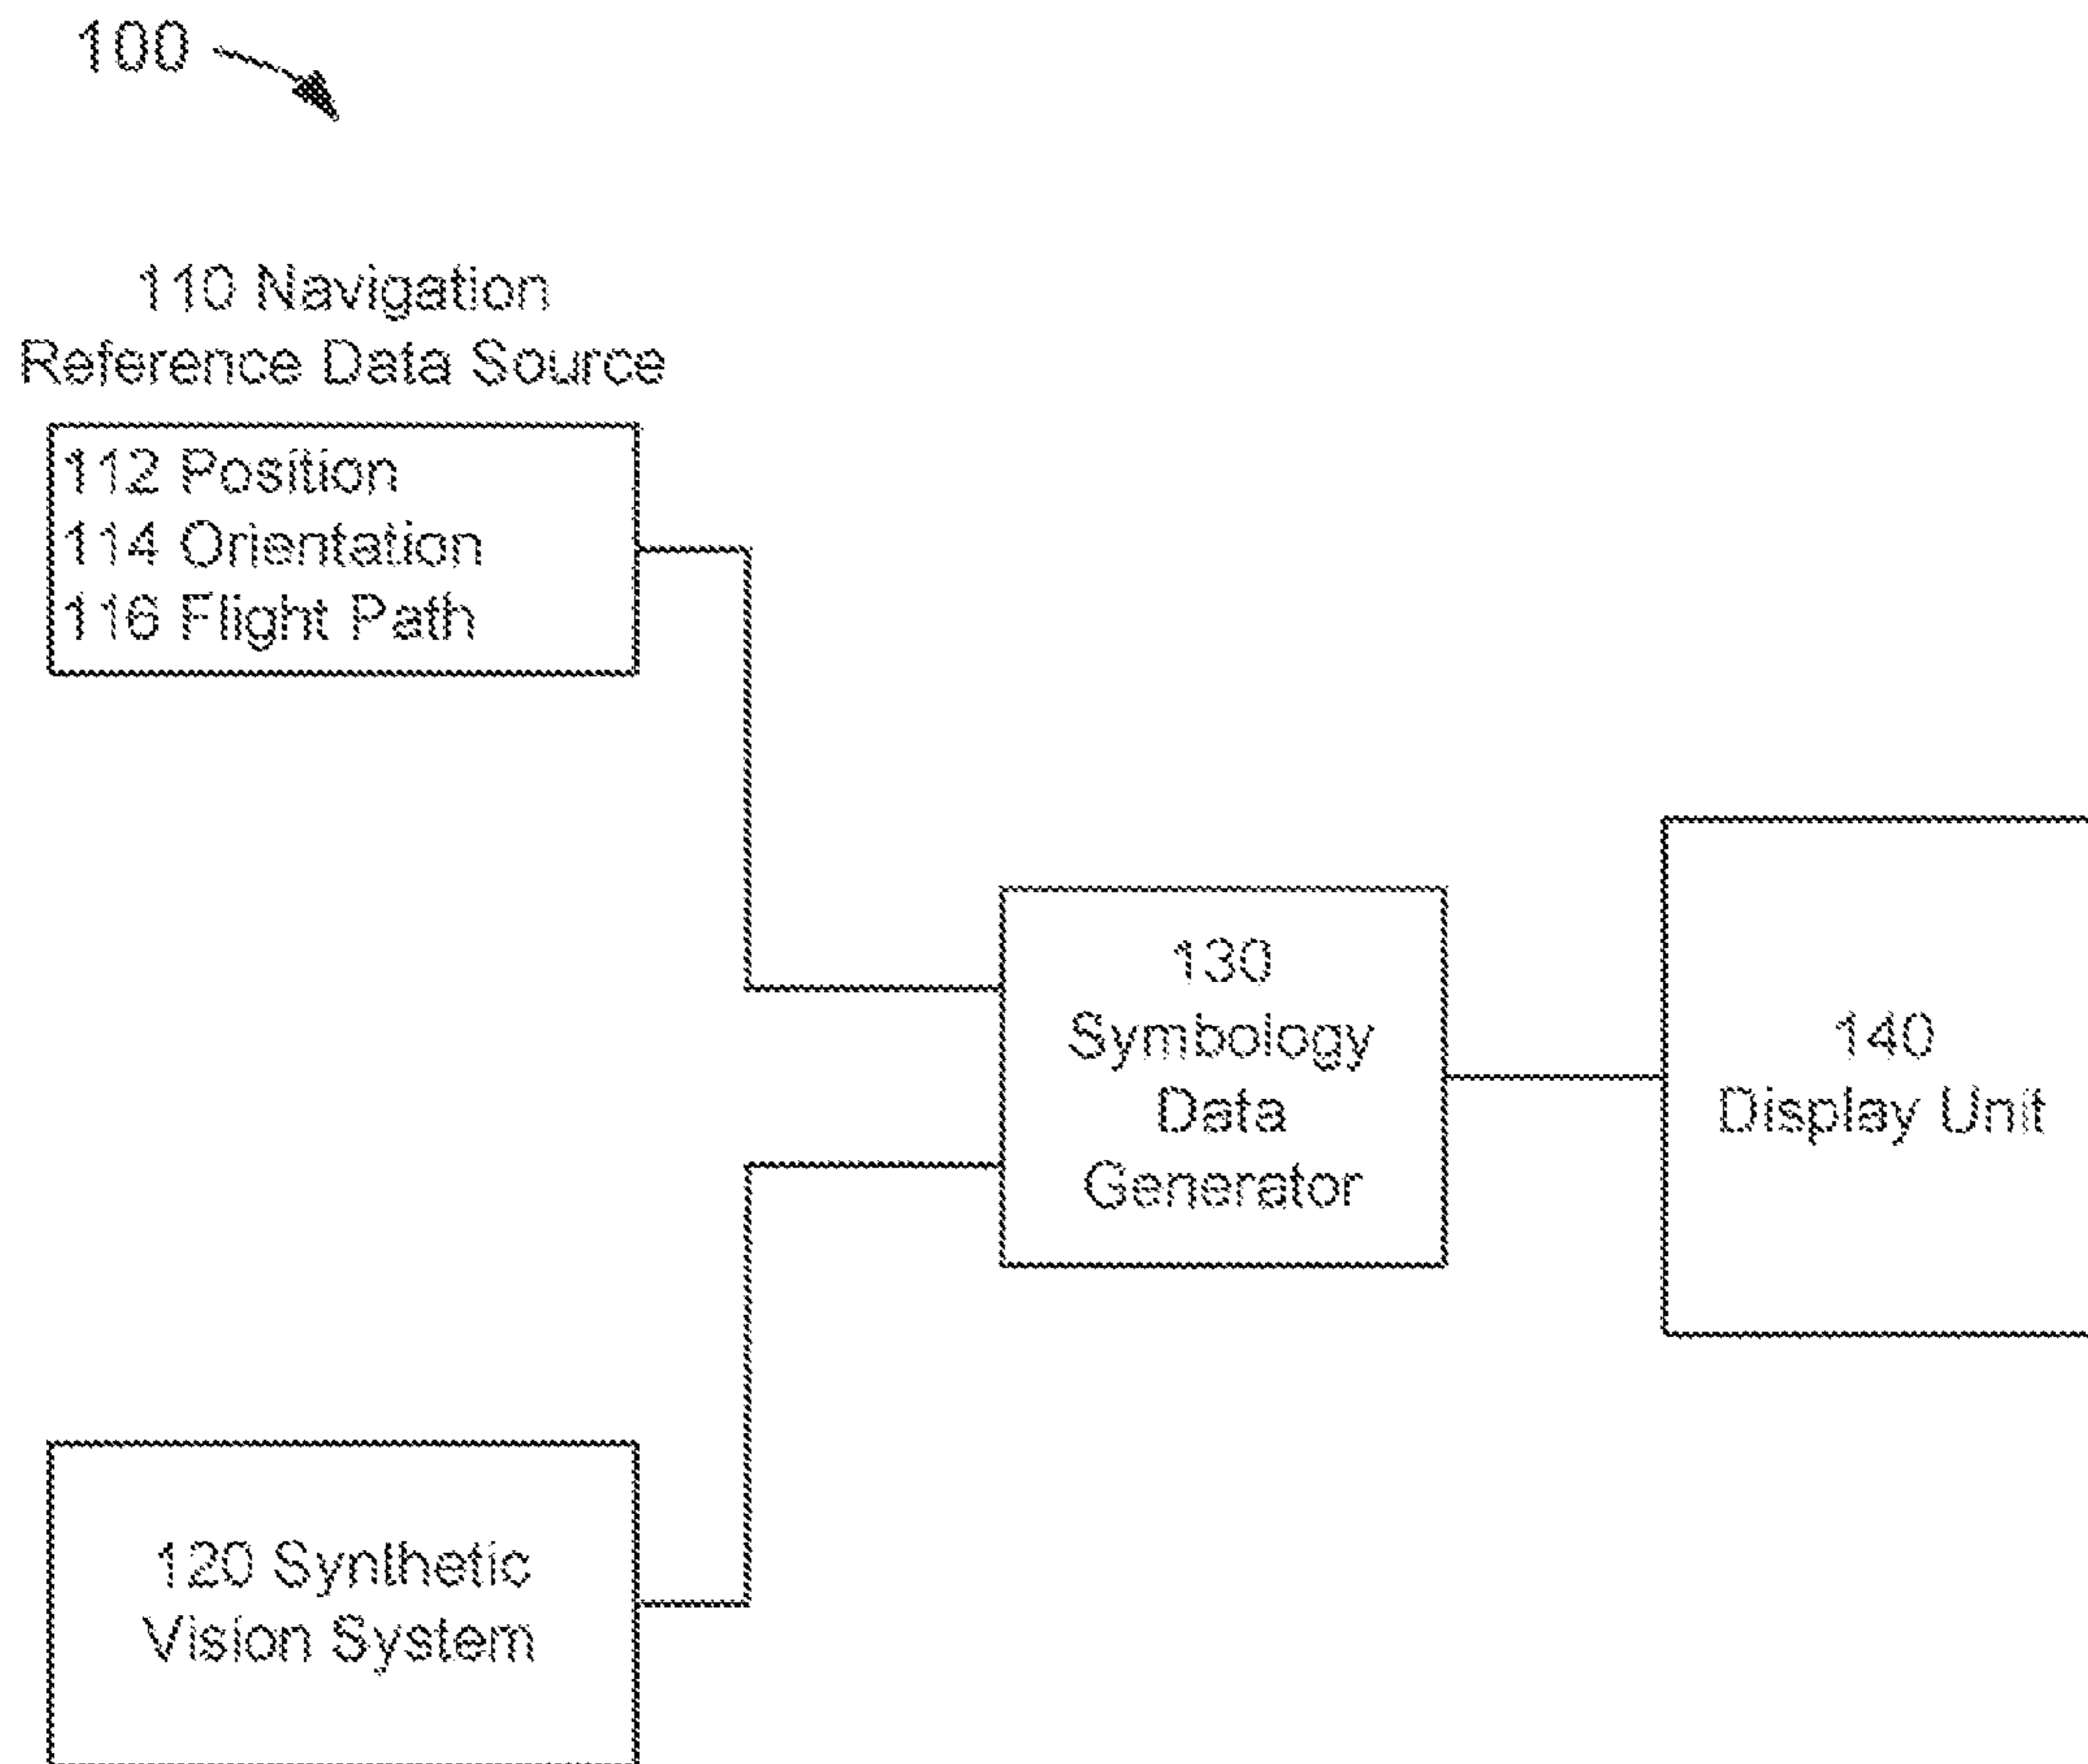 100
110 Navigation
Reference Data Source
112 Position
114 Orientation
116 Flight Path
130
Symbology
Data
Generator
140
Display Unit
120 Synthetic
Vision System